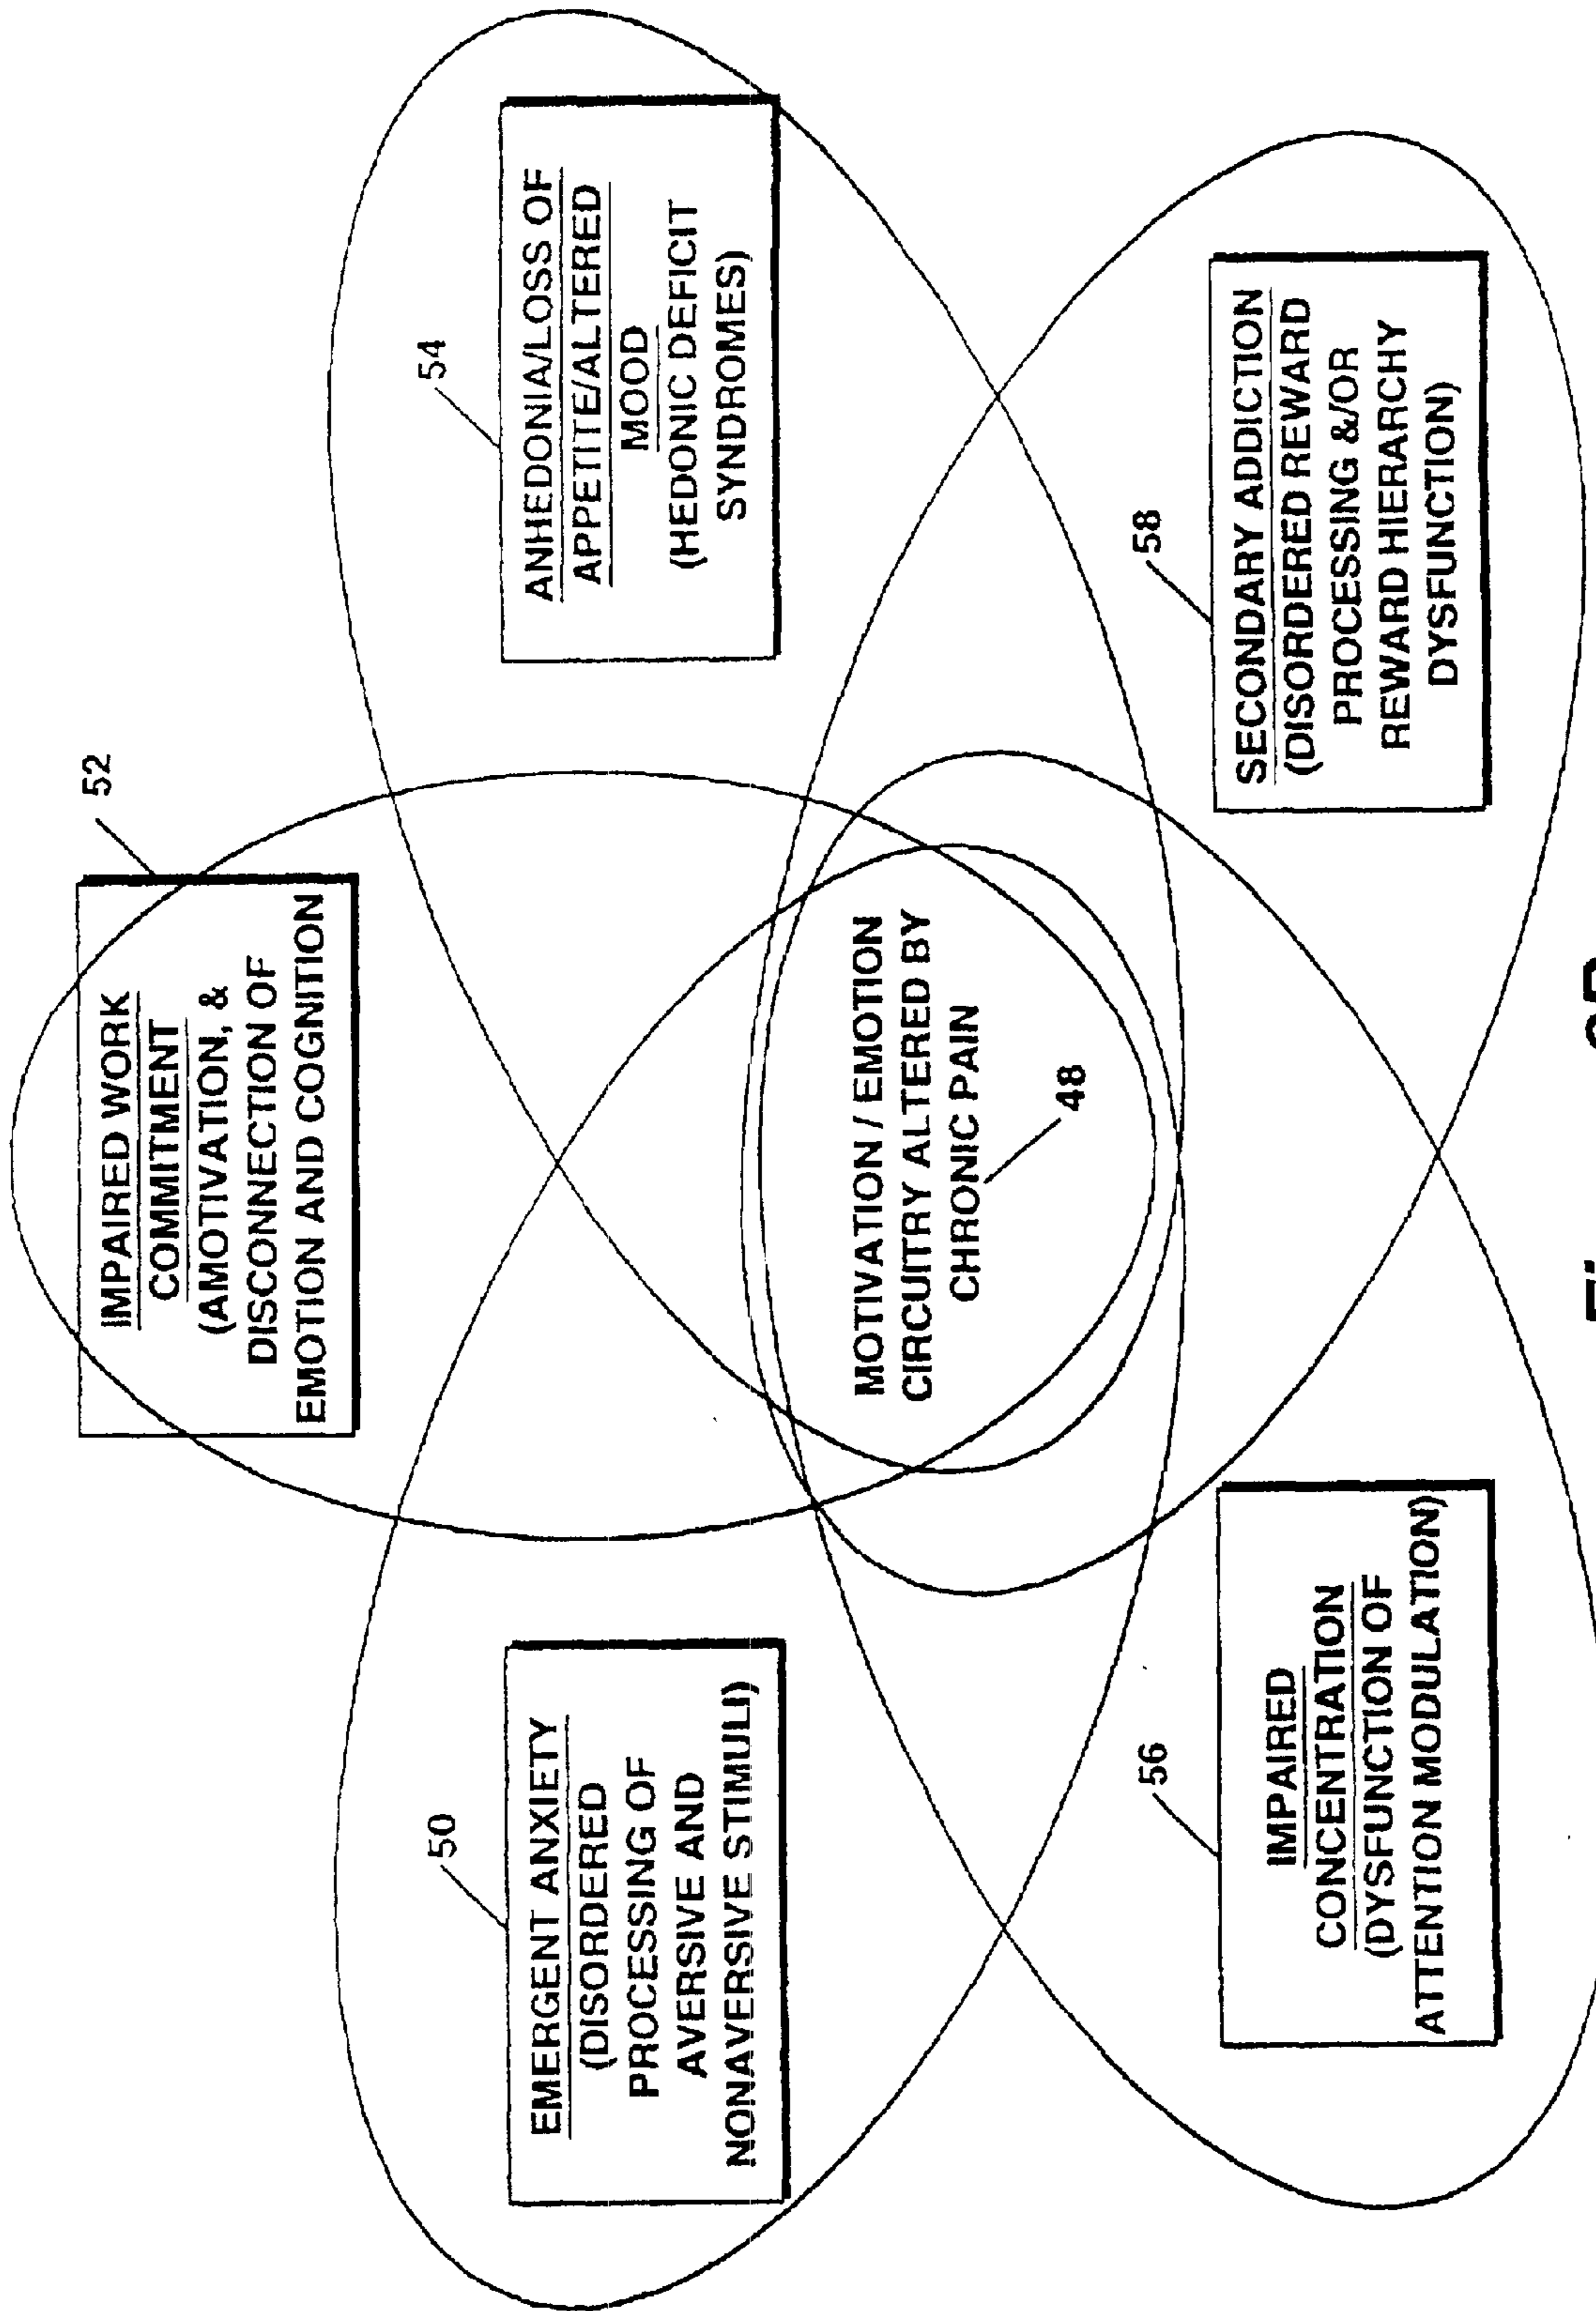 52
IMPAIRED WORK
COMMITMENT
(AMOTIVATION, &
DISCONNECTION OF
EMOTION AND COGNITION
50
EMERGENT ANXIETY
(DISORDERED
PROCESSING OF
AVERSIVE AND
NONAVERSIVE STIMULI)
54
ANHEDONIA/LOSS OF
APPETITE/ALTERED
MOOD
(HEDONIC DEFICIT
SYNDROMES)
MOTIVATION / EMOTION
CIRCUITRY ALTERED BY
CHRONIC PAIN
48
56
IMPAIRED
CONCENTRATION
(DYSFUNCTION OF
ATTENTION MODULATION)
58
SECONDARY ADDICTION
(DISORDERED REWARD
PROCESSING &/OR
REWARD HIERARCHY
DYSFUNCTION)